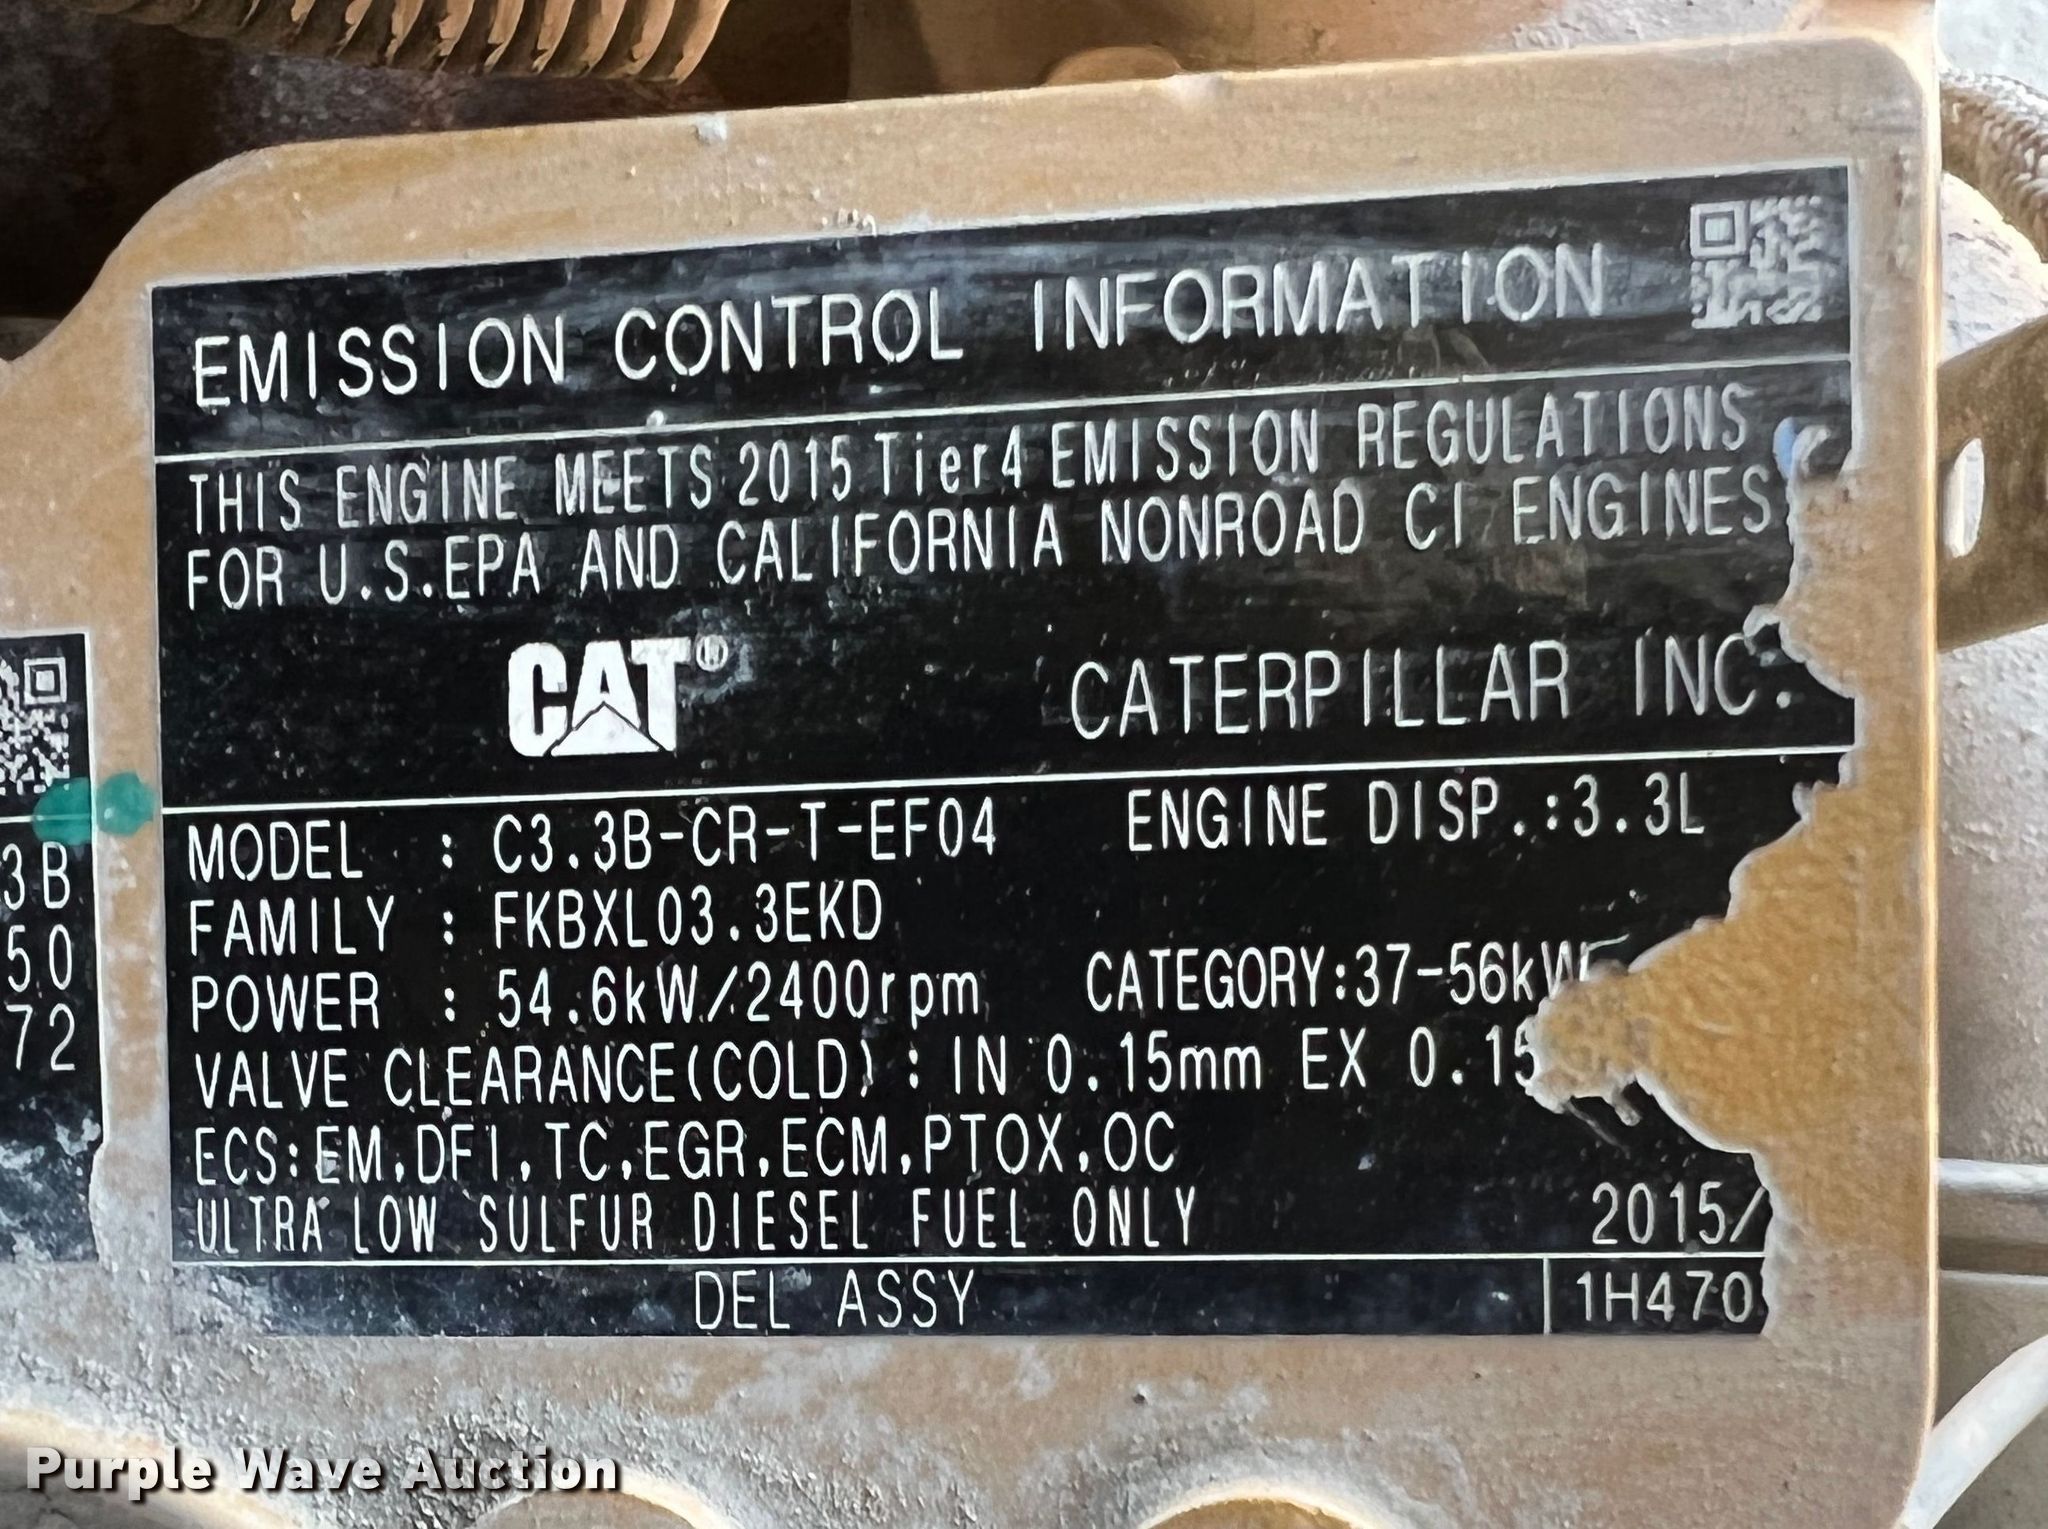 EMISSION CONTROL INFORMATION
THIS ENGINE MEETS 2015 Tier4 EMISSION REGULATIONS
FOR U.S.EPA AND CALIFORNIA NONROAD CI ENGINES
CAT®
CATERPILLAR INC.
MODEL : C3.3B-CR-T-EF04 ENGINE DISP.:3.3L
FAMILY : FKBXL03.3EKD
POWER : 54.6kW/2400rpm CATEGORY:37-56kW
VALVE CLEARANCE(COLD) : IN 0.15mm EX 0.15
ECS:EM,DFI,TC,EGR,ECM,PTOX,OC
ULTRA LOW SULFUR DIESEL FUEL ONLY 2015/
DEL ASSY 1H470
3B
50
72
Purple Wave Auction